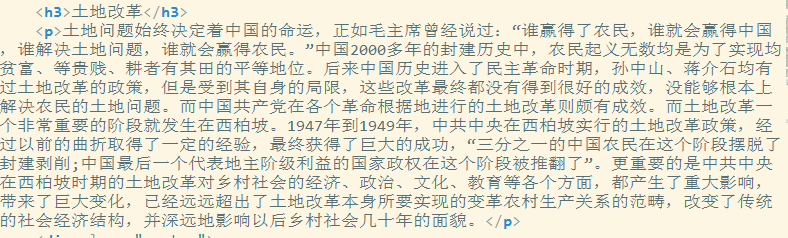 <h3>土地改革</h3>
<p>土地问题始终决定着中国的命运，正如毛主席曾经说过：“谁赢得了农民，谁就会赢得中国
，谁解决土地问题，谁就会赢得农民。”中国2000多年的封建历史中，农民起义无数均是为了实现均
贫富、等贵贱、耕者有其田的平等地位。后来中国历史进入了民主革命时期，孙中山、蒋介石均有
过土地改革的政策，但是受到其自身的局限，这些改革最终都没有得到很好的成效，没能够根本上
解决农民的土地问题。而中国共产党在各个革命根据地进行的土地改革则颇有成效。而土地改革一
个非常重要的阶段就发生在西柏坡。1947年到1949年，中共中央在西柏坡实行的土地改革政策，经
过以前的曲折取得了一定的经验，最终获得了巨大的成功，“三分之一的中国农民在这个阶段摆脱了
封建剥削;中国最后一个代表地主阶级利益的国家政权在这个阶段被推翻了”。更重要的是中共中央
在西柏坡时期的土地改革对乡村社会的经济、政治、文化、教育等各个方面，都产生了重大影响，
带来了巨大变化，已经远远超出了土地改革本身所要实现的变革农村生产关系的范畴，改变了传统
的社会经济结构，并深远地影响以后乡村社会几十年的面貌。</p>